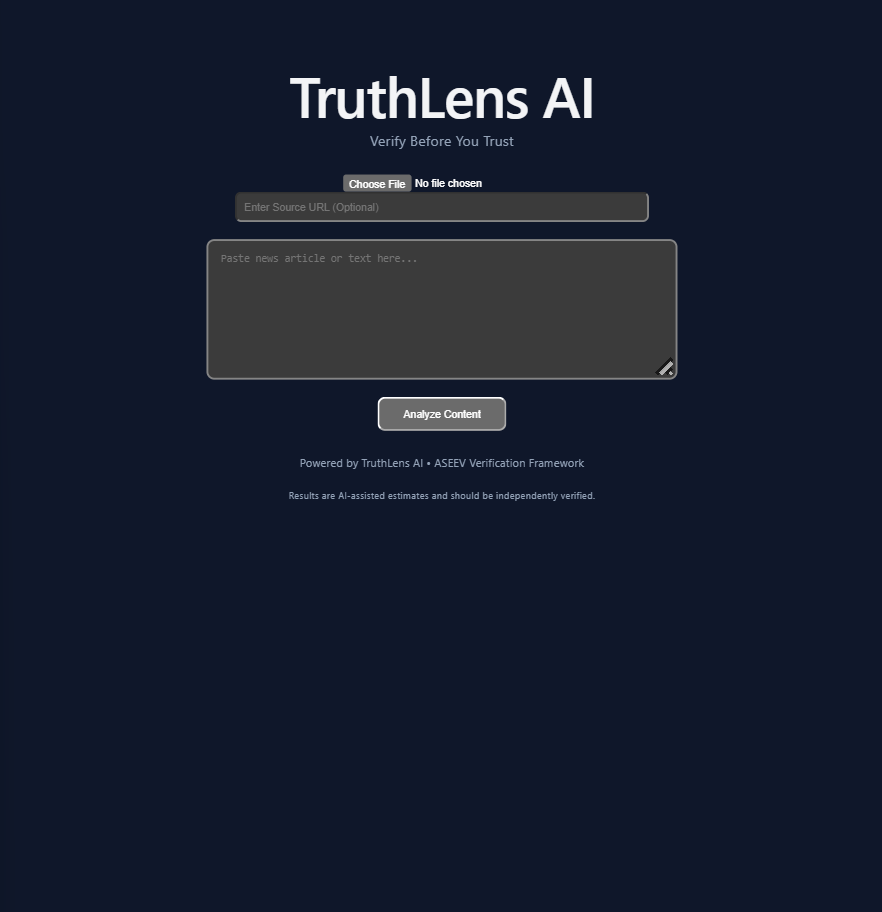 TruthLens AI
Verify Before You Trust
Choose File No file chosen
Enter Source URL (Optional)
Paste news article or text here...
Analyze Content
Powered by TruthLens AI • ASEEV Verification Framework
Results are AI-assisted estimates and should be independently verified.